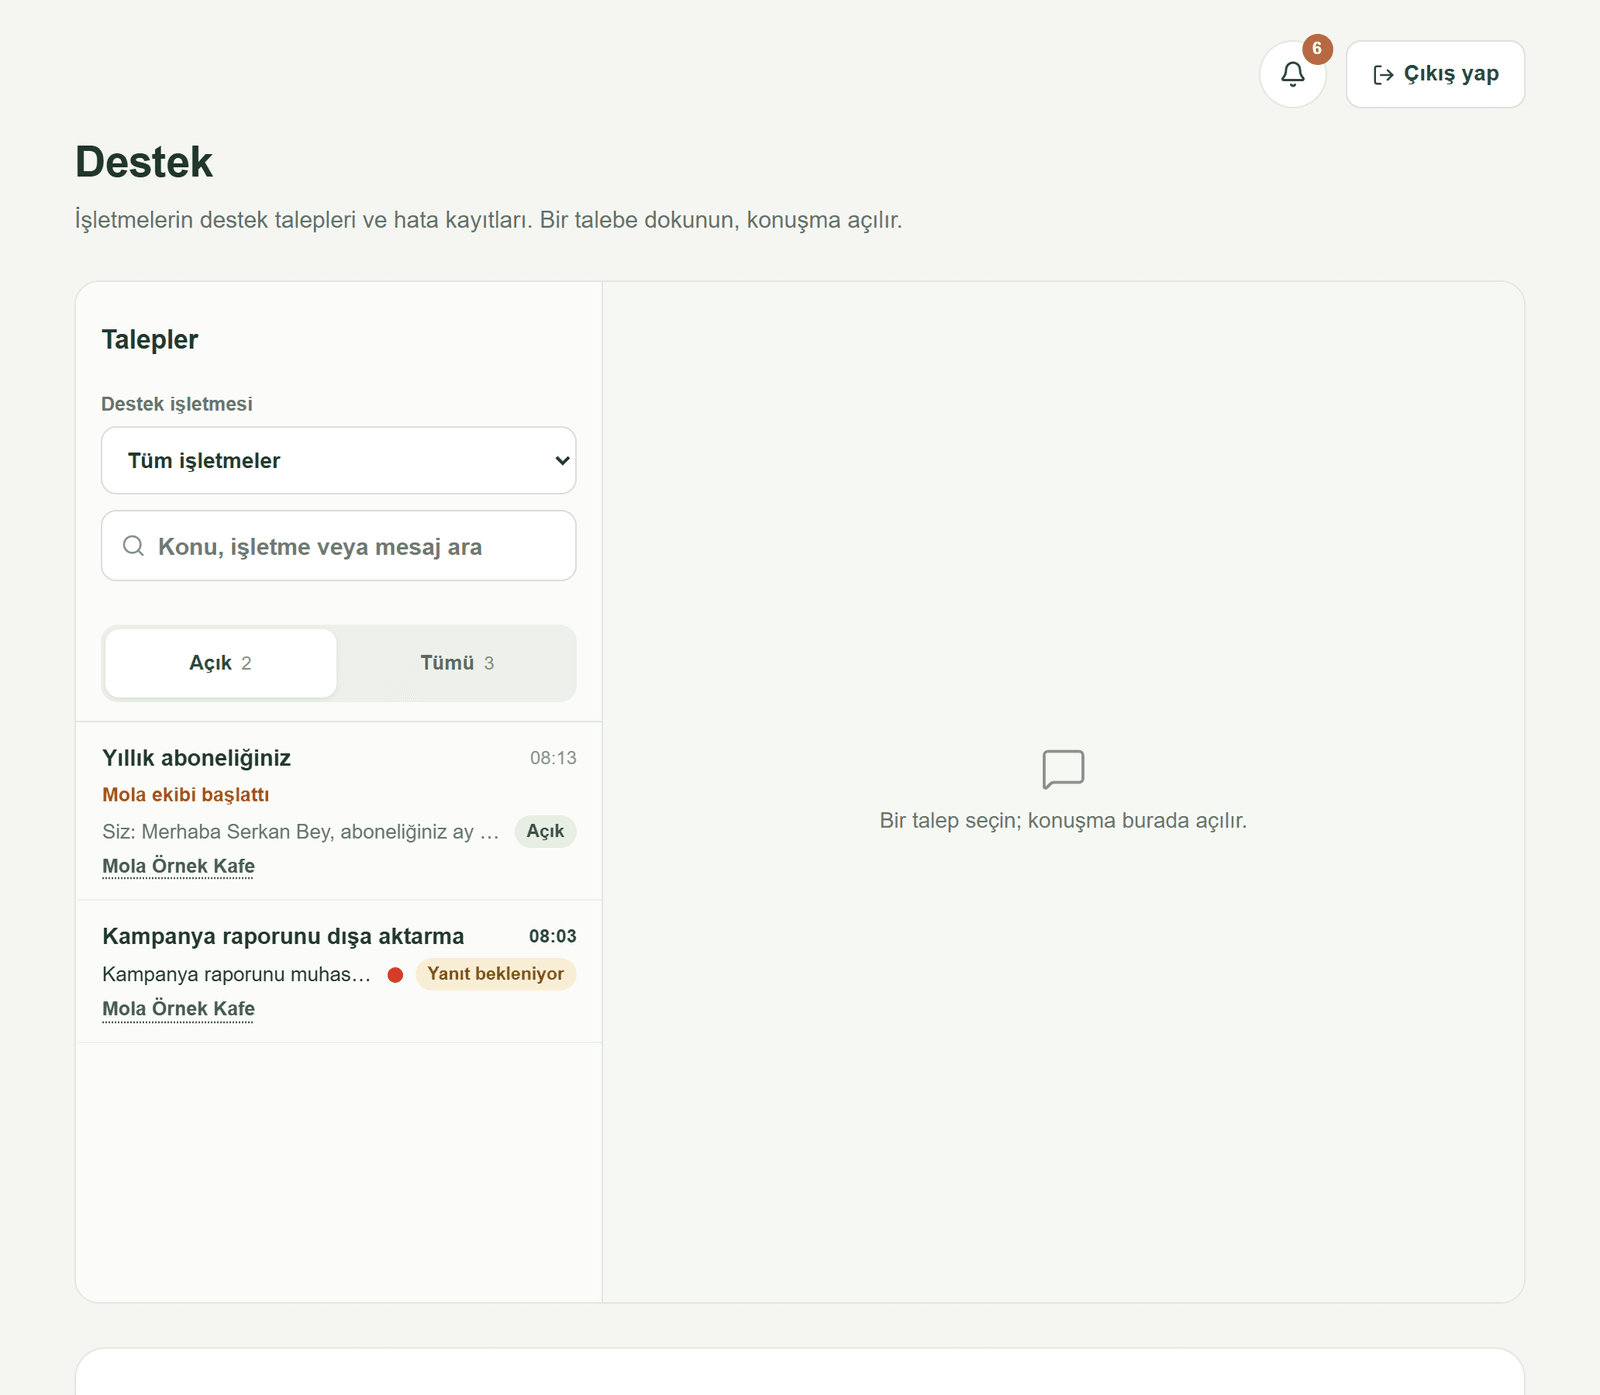 6
Çıkış yap
Destek
İşletmelerin destek talepleri ve hata kayıtları. Bir talebe dokunun, konuşma açılır.
Talepler
Destek işletmesi
Tüm işletmeler
Konu, işletme veya mesaj ara
Açık 2
Tümü 3
Yıllık aboneliğiniz 08:13
Mola ekibi başlattı
Siz: Merhaba Serkan Bey, aboneliğiniz ay … Açık
Mola Örnek Kafe
Kampanya raporunu dışa aktarma 08:03
Kampanya raporunu muhas… Yanıt bekleniyor
Mola Örnek Kafe
Bir talep seçin; konuşma burada açılır.